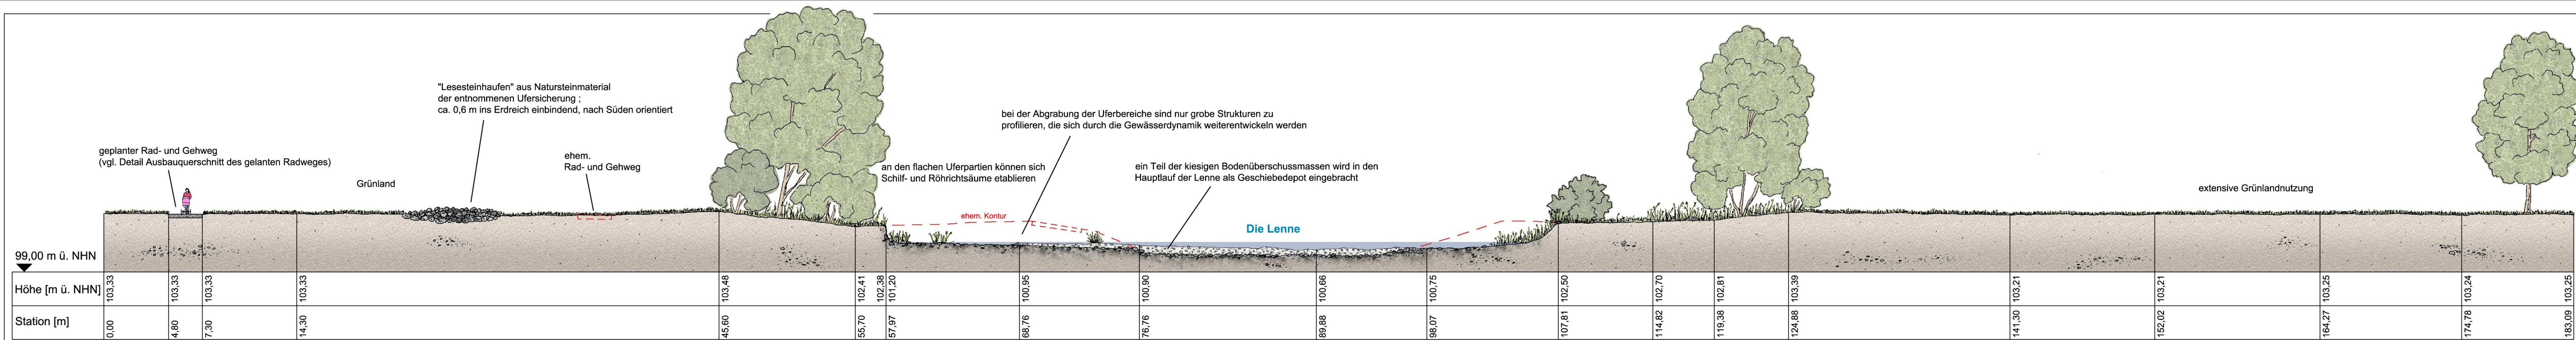 "Lesesteinhaufen" aus Natursteinmaterial
der entnommenen Ufersicherung ;
ca. 0,6 m ins Erdreich einbindend, nach Süden orientiert
bei der Abgrabung der Uferbereiche sind nur grobe Strukturen zu
profilieren, die sich durch die Gewässerdynamik weiterentwickeln werden
geplanter Rad- und Gehweg
(vgl. Detail Ausbauquerschnitt des gelanten Radweges)
ehem.
Rad- und Gehweg
an den flachen Uferpartien können sich
Schilf- und Röhrichtsäume etablieren
ein Teil der kiesigen Bodenüberschussmassen wird in den
Hauptlauf der Lenne als Geschiebedepot eingebracht
Grünland
extensive Grünlandnutzung
ehem. Kontur
Die Lenne
99,00 m ü. NHN
Höhe [m ü. NHN] 103,33 103,33 103,33 103,33 103,48 102,41 102,38 101,20 100,95 100,90 100,66 100,75 102,50 102,70 102,81 103,39 103,21 103,21 103,25 103,24 103,25
Station [m] 0,00 4,80 7,30 14,30 45,60 55,70 57,97 68,76 76,76 89,88 98,07 107,81 114,82 119,38 124,88 141,30 152,02 164,27 174,78 183,09